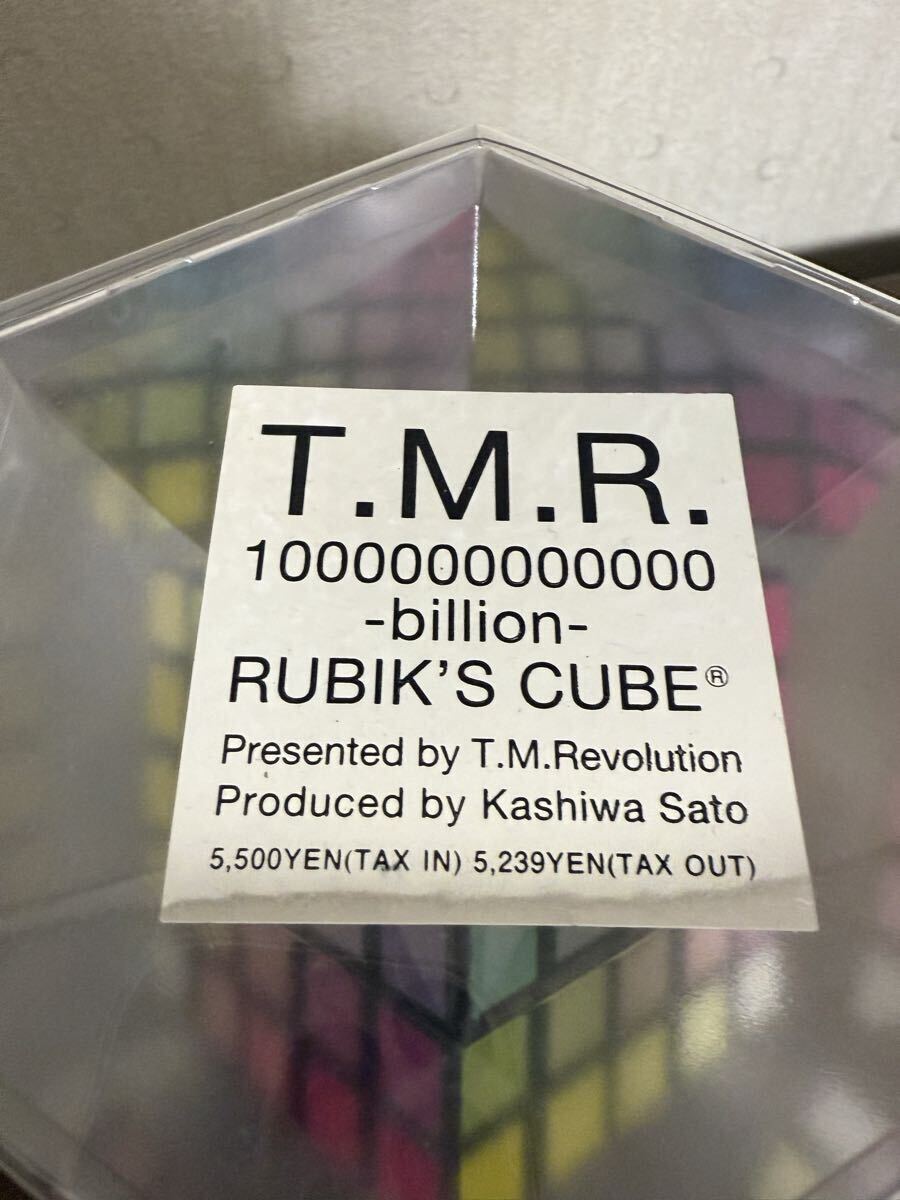 T.M.R.
1000000000000
-billion-
RUBIK'S CUBE®
Presented by T.M.Revolution
Produced by Kashiwa Sato
5,500YEN(TAX IN) 5,239YEN(TAX OUT)